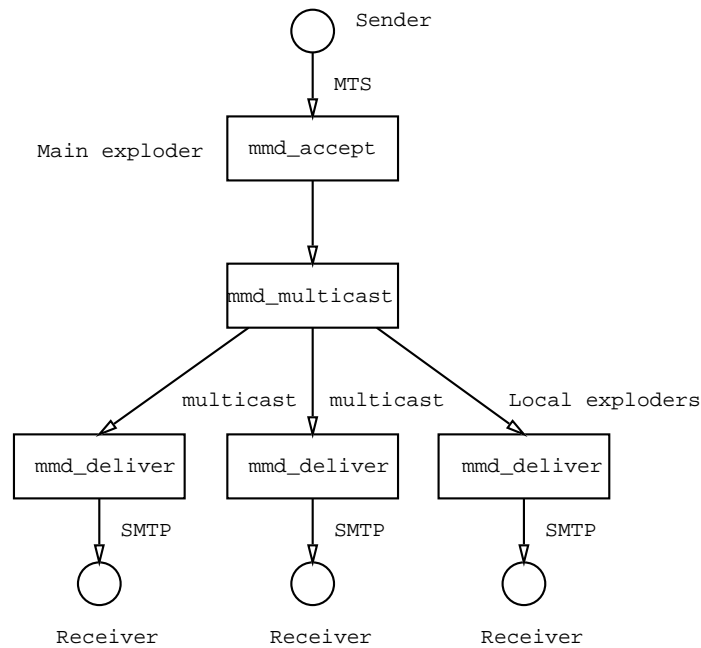 Sender
MTS
Main exploder
mmd_accept
mmd_multicast
multicast
multicast
Local exploders
mmd_deliver
mmd_deliver
mmd_deliver
SMTP
SMTP
SMTP
Receiver
Receiver
Receiver